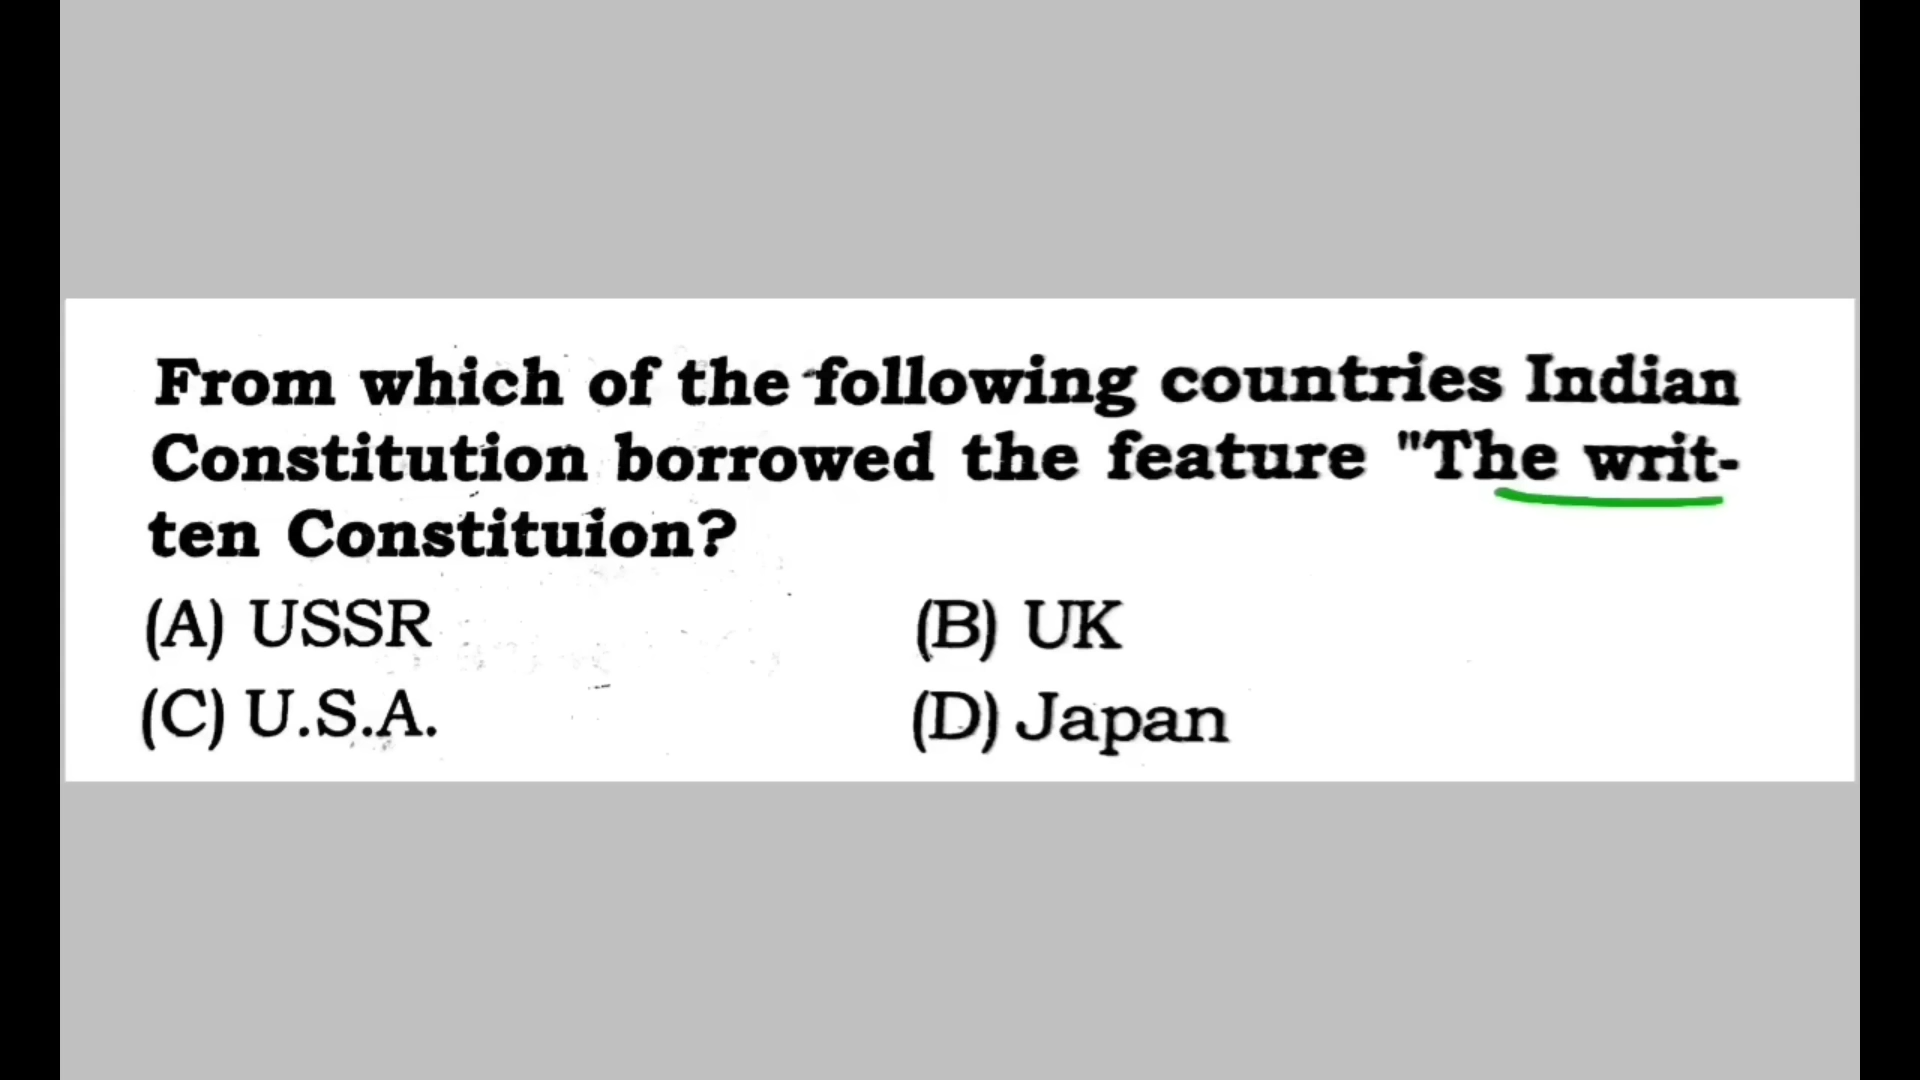 From which of the following countries Indian
Constitution borrowed the feature "The writ-
ten Constituion?
(A) USSR
(B) UK
(C) U.S.A.
(D) Japan